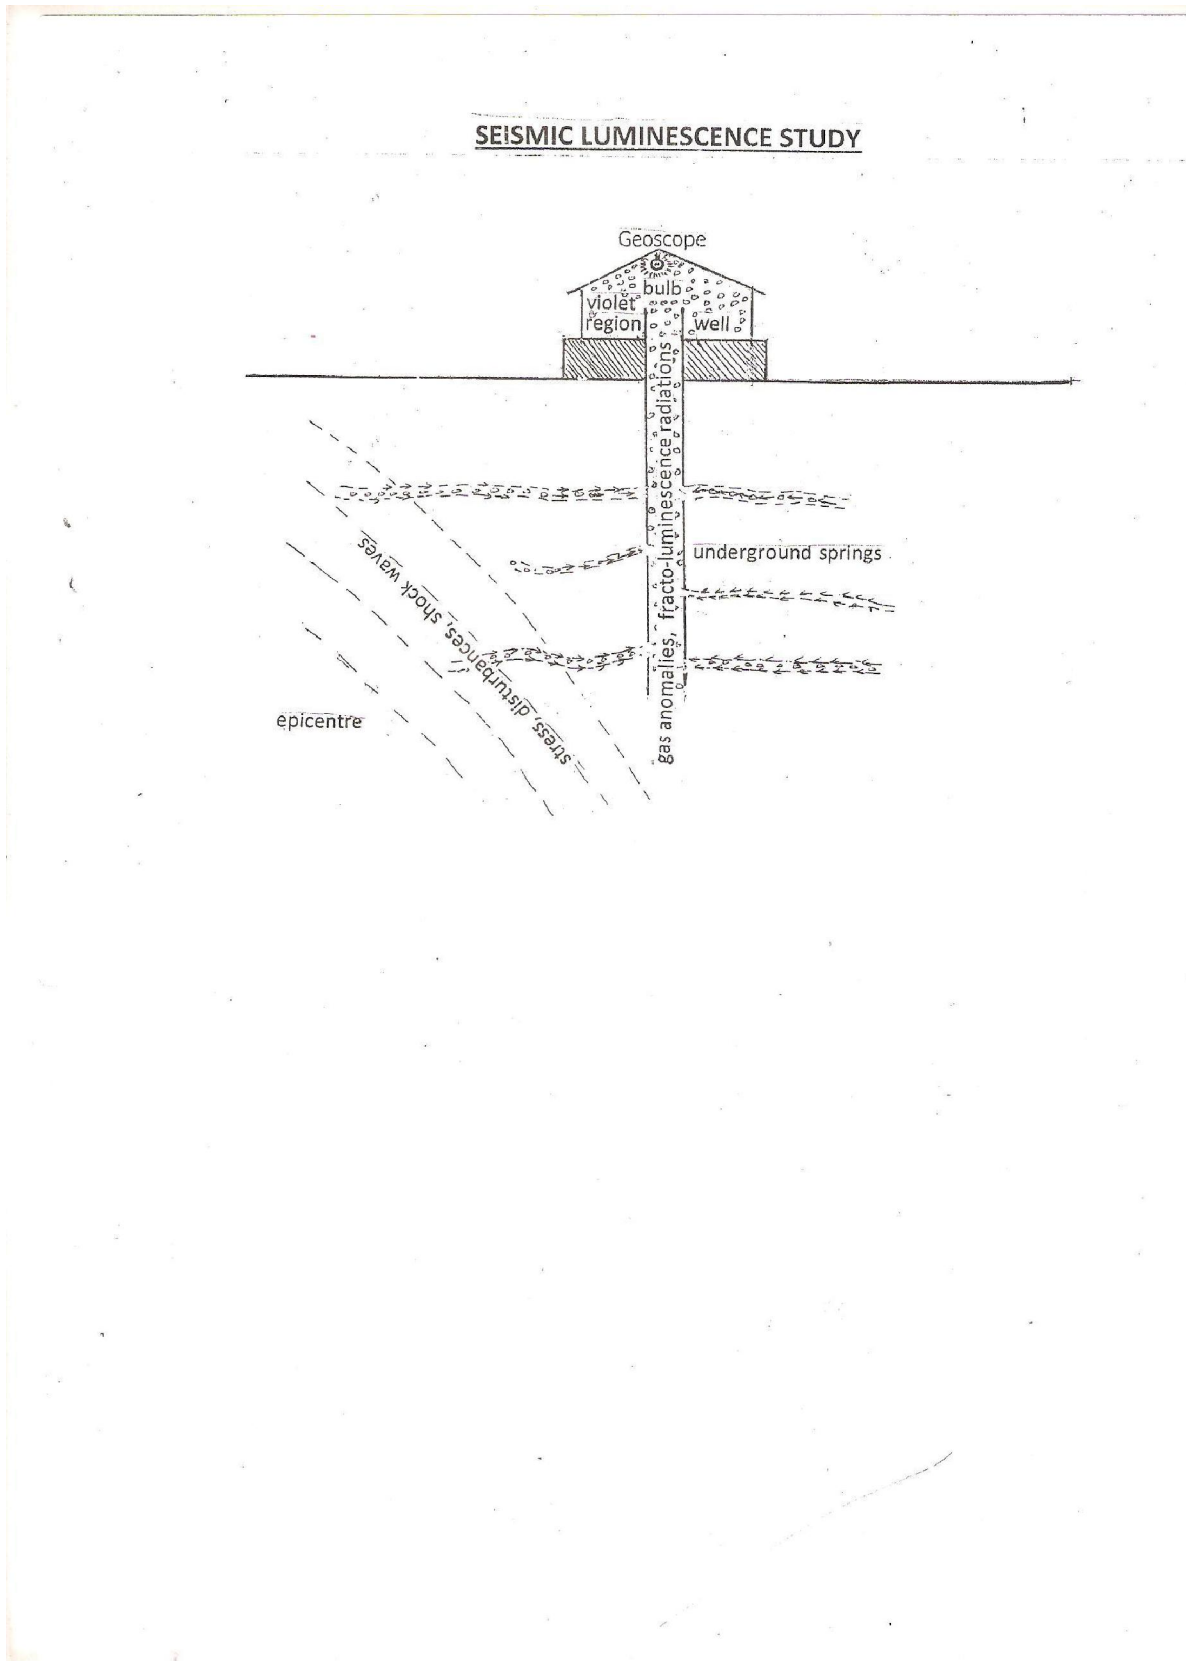 SEISMIC LUMINESCENCE STUDY
Geoscope
bulb
violet
region
well
gas anomalies, fracto-luminescence radiations
underground springs
stress, disturbances, shock waves
epicentre